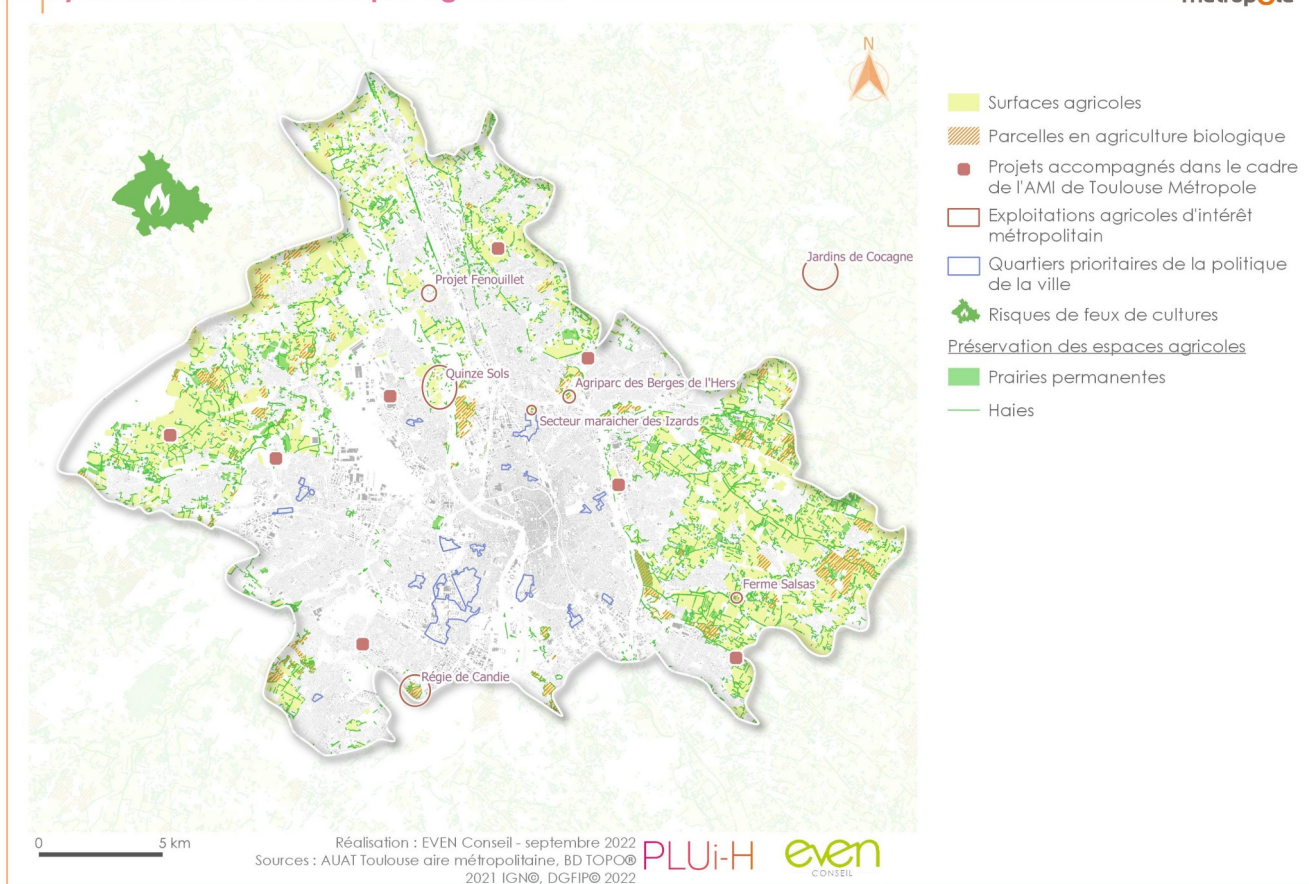 N
Jardins de Cocagne
Projet Fenouillet
Quinze Sols
Agriparc des Berges de l'Hers
Secteur maraicher des Izards
Ferme Salsas
Régie de Candie
Surfaces agricoles
Parcelles en agriculture biologique
Projets accompagnés dans le cadre
de l'AMI de Toulouse Métropole
Exploitations agricoles d'intérêt
métropolitain
Quartiers prioritaires de la politique
de la ville
Risques de feux de cultures
Préservation des espaces agricoles
Prairies permanentes
Haies
0 5 km
Réalisation : EVEN Conseil - septembre 2022
Sources : AUAT Toulouse aire métropolitaine, BD TOPO®
2021 IGN©, DGFIP© 2022
PLUi-H
even
CONSEIL